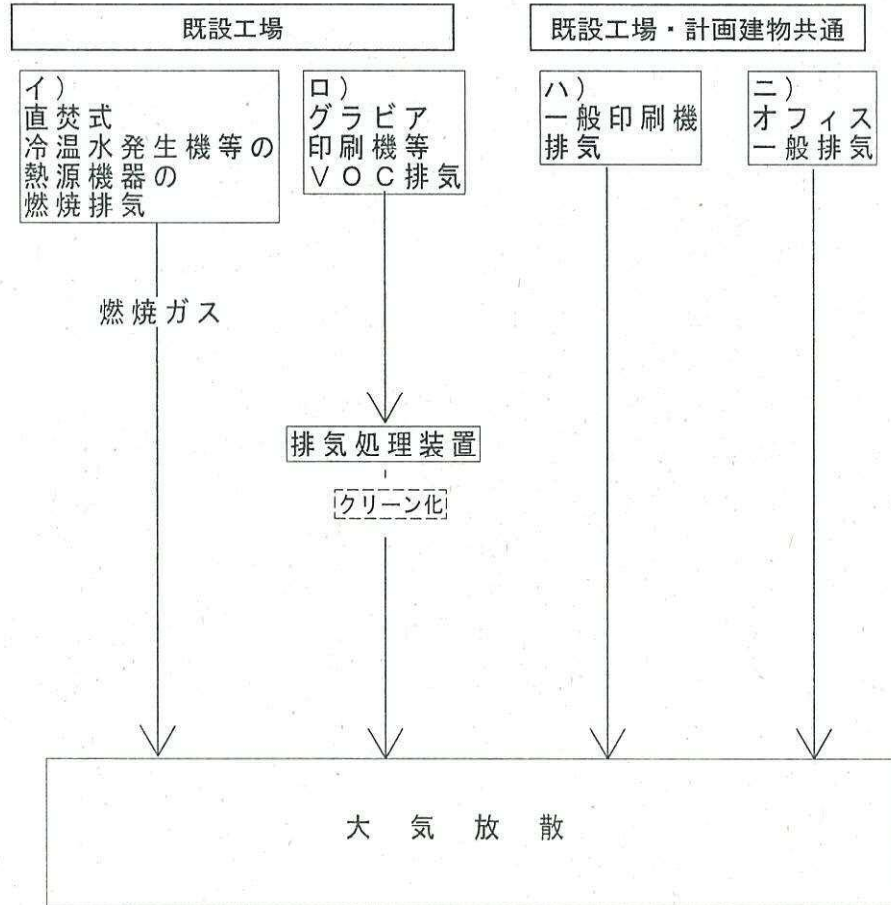 既設工場
既設工場・計画建物共通
イ）
直焚式
冷温水発生機等の
熱源機器の
燃焼排気
ロ）
グラビア
印刷機等
ＶＯＣ排気
ハ）
一般印刷機
排気
ニ）
オフィス
一般排気
燃焼ガス
排気処理装置
クリーン化
大気放散